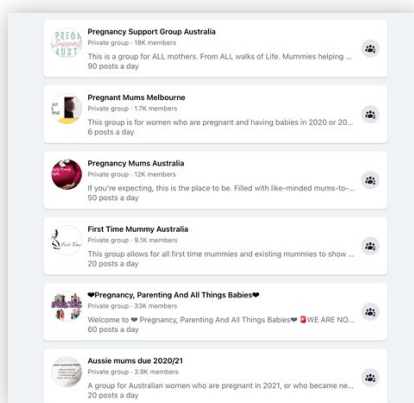 PREGN
Support
AUST
Pregnancy Support Group Australia
Private group · 18K members
This is a group for ALL mothers. From ALL walks of Life. Mummies helping ...
90 posts a day
Pregnant Mums Melbourne
Private group · 1.7K members
This group is for women who are pregnant and having babies in 2020 or 20...
6 posts a day
Pregnancy Mums Australia
Private group · 12K members
If you're expecting, this is the place to be. Filled with like-minded mums-to-...
50 posts a day
First Time
First Time Mummy Australia
Private group · 9.1K members
This group allows for all first time mummies and existing mummies to show ...
20 posts a day
❤Pregnancy, Parenting And All Things Babies❤
Private group · 33K members
Welcome to ❤ Pregnancy, Parenting And All Things Babies❤ 🚨WE ARE NO...
60 posts a day
Aussie mums due 2020/21
Private group · 3.9K members
A group for Australian women who are pregnant in 2021, or who became ne...
20 posts a day